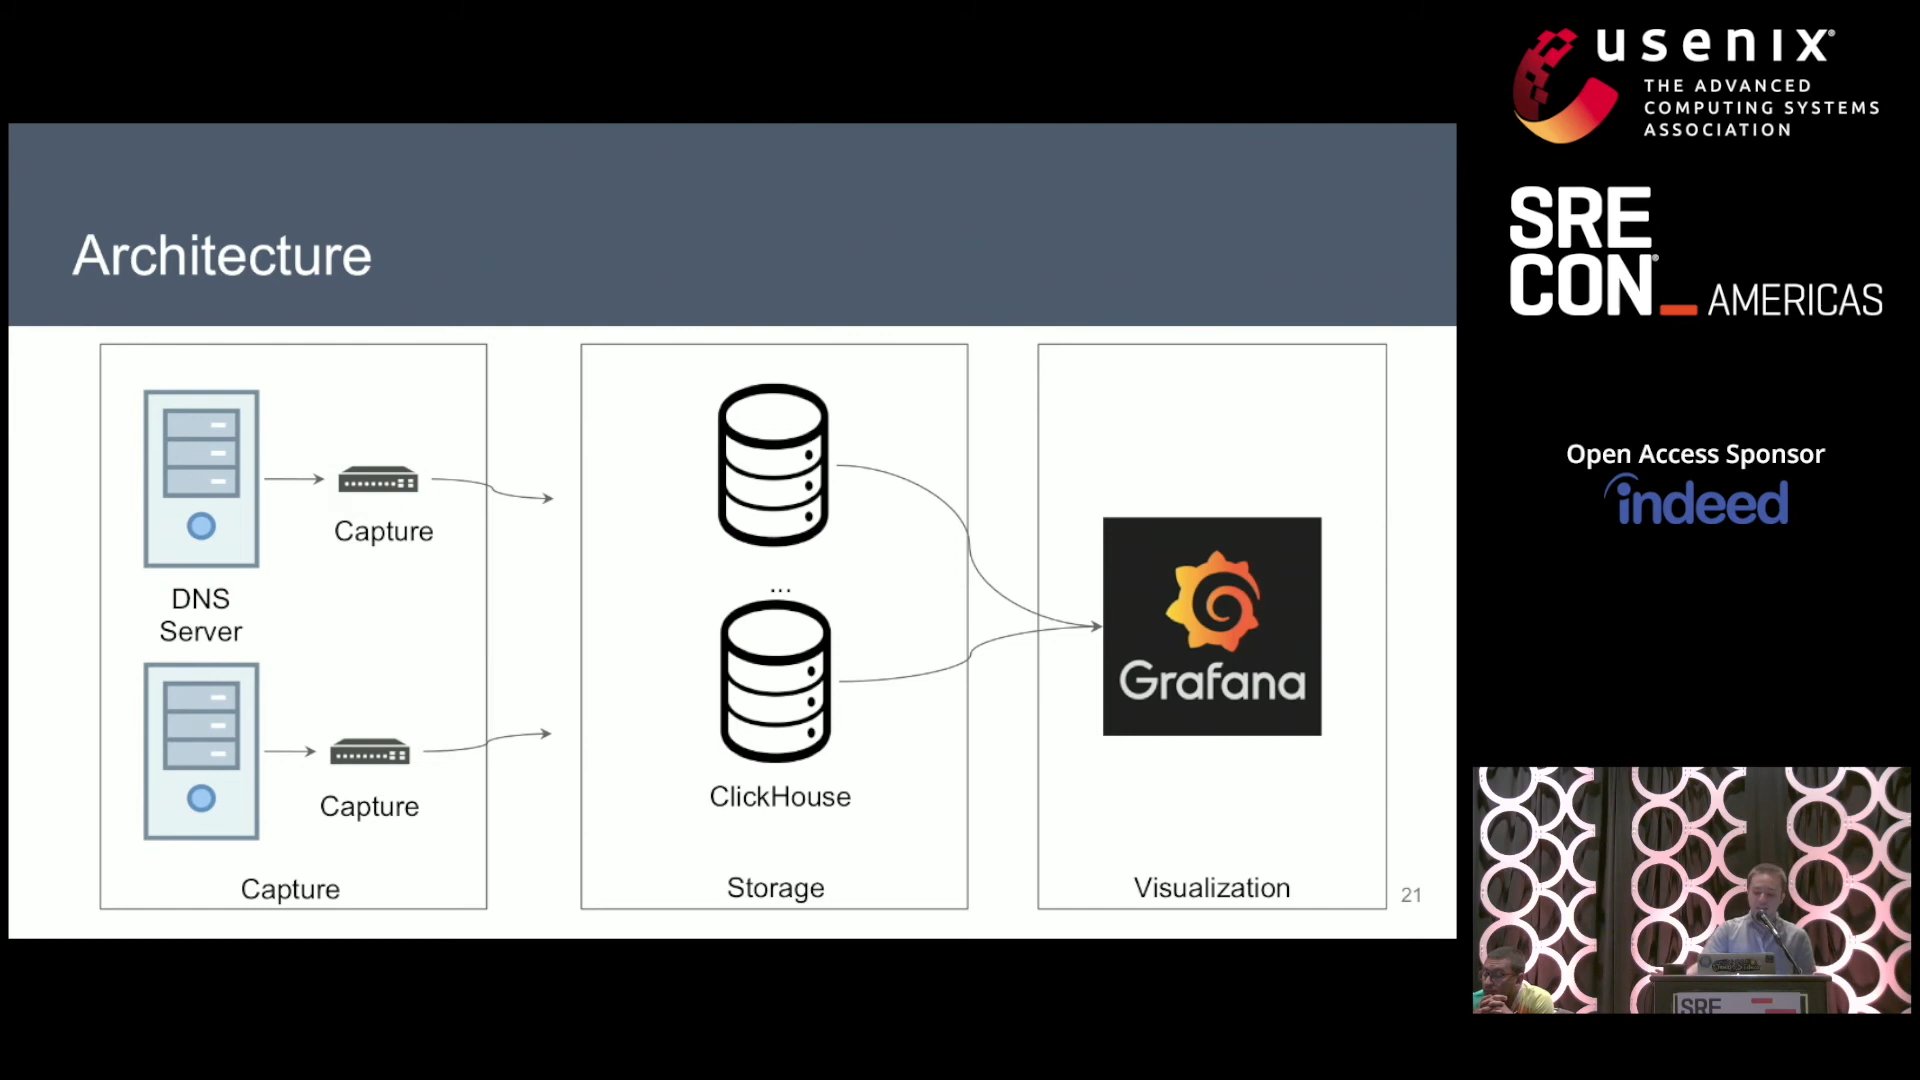 Architecture
Capture
DNS
Server
Capture
Capture
...
ClickHouse
Storage
Grafana
Visualization
21
usenix®
THE ADVANCED
COMPUTING SYSTEMS
ASSOCIATION
SRE
CON®_AMERICAS
Open Access Sponsor
indeed
SRE